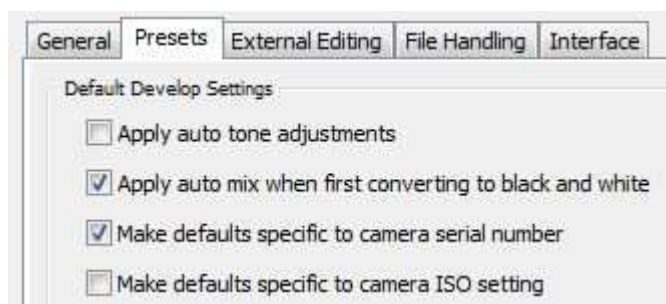 General Presets External Editing File Handling Interface
Default Develop Settings
Apply auto tone adjustments
Apply auto mix when first converting to black and white
Make defaults specific to camera serial number
Make defaults specific to camera ISO setting